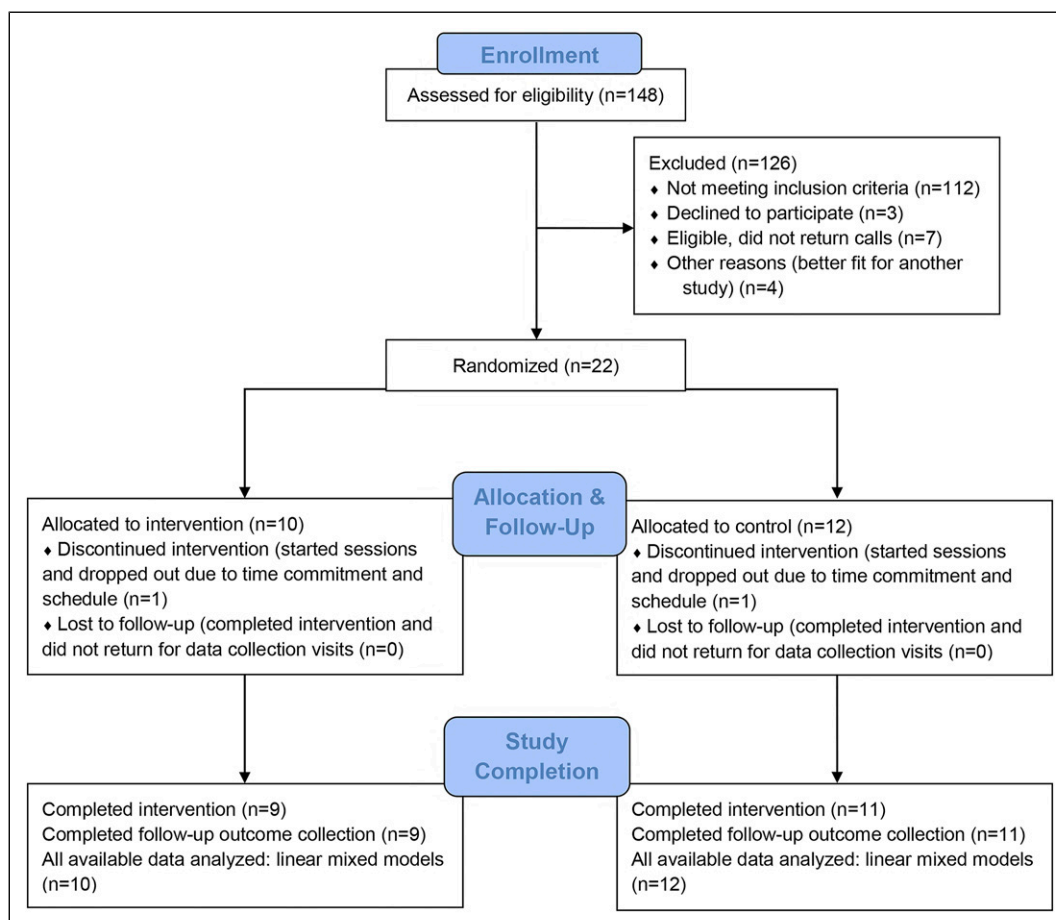 Enrollment
Assessed for eligibility (n=148)
Excluded (n=126)
♦ Not meeting inclusion criteria (n=112)
♦ Declined to participate (n=3)
♦ Eligible, did not return calls (n=7)
♦ Other reasons (better fit for another
study) (n=4)
Randomized (n=22)
Allocation &
Follow-Up
Allocated to intervention (n=10)
♦ Discontinued intervention (started sessions
and dropped out due to time commitment and
schedule (n=1)
♦ Lost to follow-up (completed intervention and
did not return for data collection visits (n=0)
Allocated to control (n=12)
♦ Discontinued intervention (started sessions
and dropped out due to time commitment and
schedule (n=1)
♦ Lost to follow-up (completed intervention and
did not return for data collection visits (n=0)
Study
Completion
Completed intervention (n=9)
Completed follow-up outcome collection (n=9)
All available data analyzed: linear mixed models
(n=10)
Completed intervention (n=11)
Completed follow-up outcome collection (n=11)
All available data analyzed: linear mixed models
(n=12)